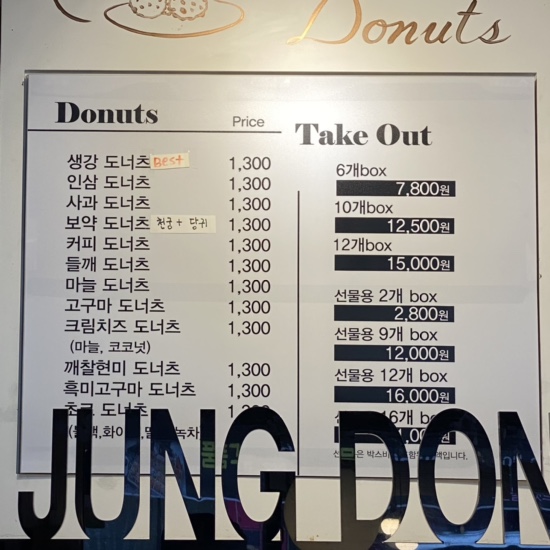 Donuts
Donuts
Price
생강 도너츠 Best 1,300
인삼 도너츠 1,300
사과 도너츠 1,300
보약 도너츠 천궁 + 당귀 1,300
커피 도너츠 1,300
들깨 도너츠 1,300
마늘 도너츠 1,300
고구마 도너츠 1,300
크림치즈 도너츠 1,300
(마늘, 코코넛)
깨찰현미 도너츠 1,300
흑미고구마 도너츠 1,300
초코 도너츠
Take Out
6개box
7,800원
10개box
12,500원
12개box
15,000원
선물용 2개 box
2,800원
선물용 9개 box
12,000원
선물용 12개 box
16,000원
16개
JUNG DON